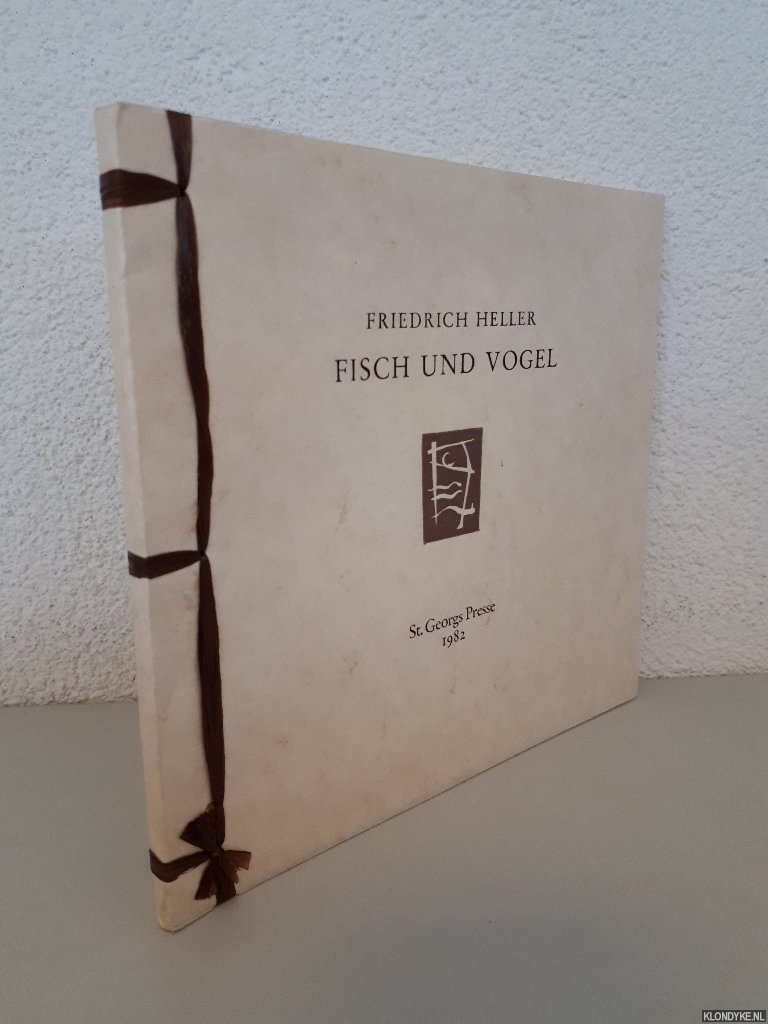 FRIEDRICH HELLER
FISCH UND VOGEL
St. Georgs Presse
1982
KLONDYKE.NL